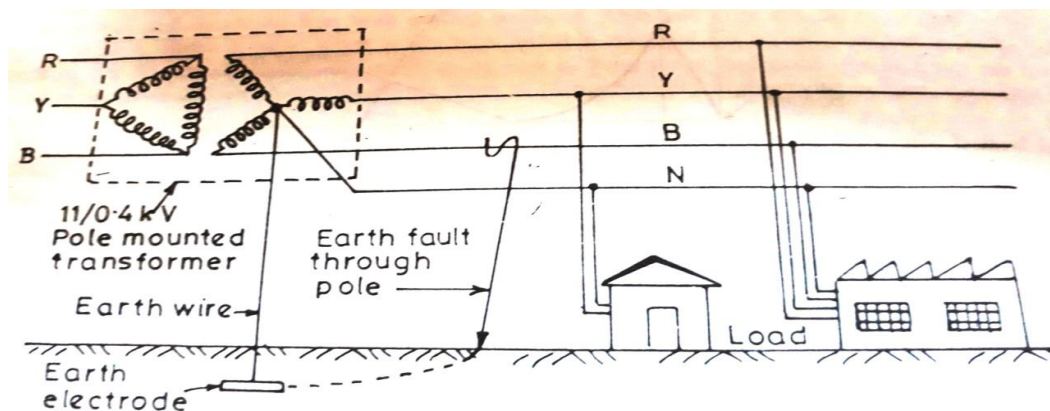 R
R
Y
Y
B
B
N
11/0·4 kV
Pole mounted
transformer
Earth fault
through
pole
Earth wire
Load
Earth
electrode